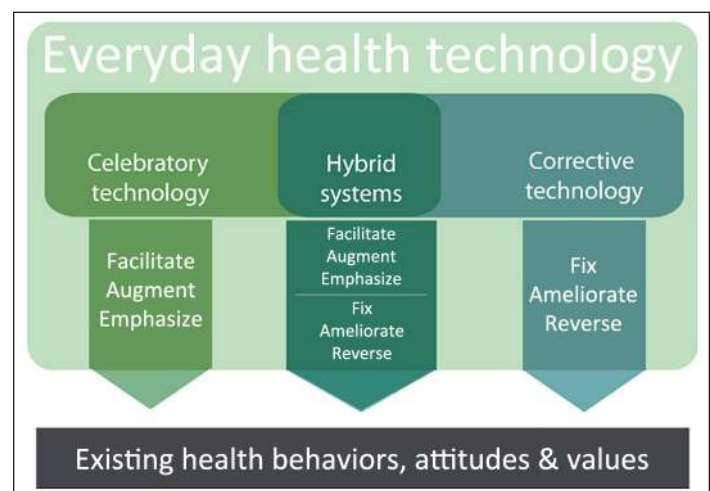 Everyday health technology
Celebratory
technology
Hybrid
systems
Corrective
technology
Facilitate
Augment
Emphasize
Facilitate
Augment
Emphasize
Fix
Ameliorate
Reverse
Fix
Ameliorate
Reverse
Existing health behaviors, attitudes & values